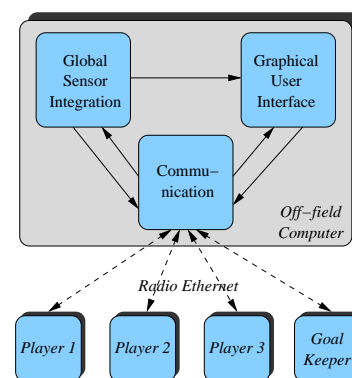 Global
Sensor
Integration
Graphical
User
Interface
Commu–
nication
Off–field
Computer
Radio Ethernet
Player 1
Player 2
Player 3
Goal
Keeper